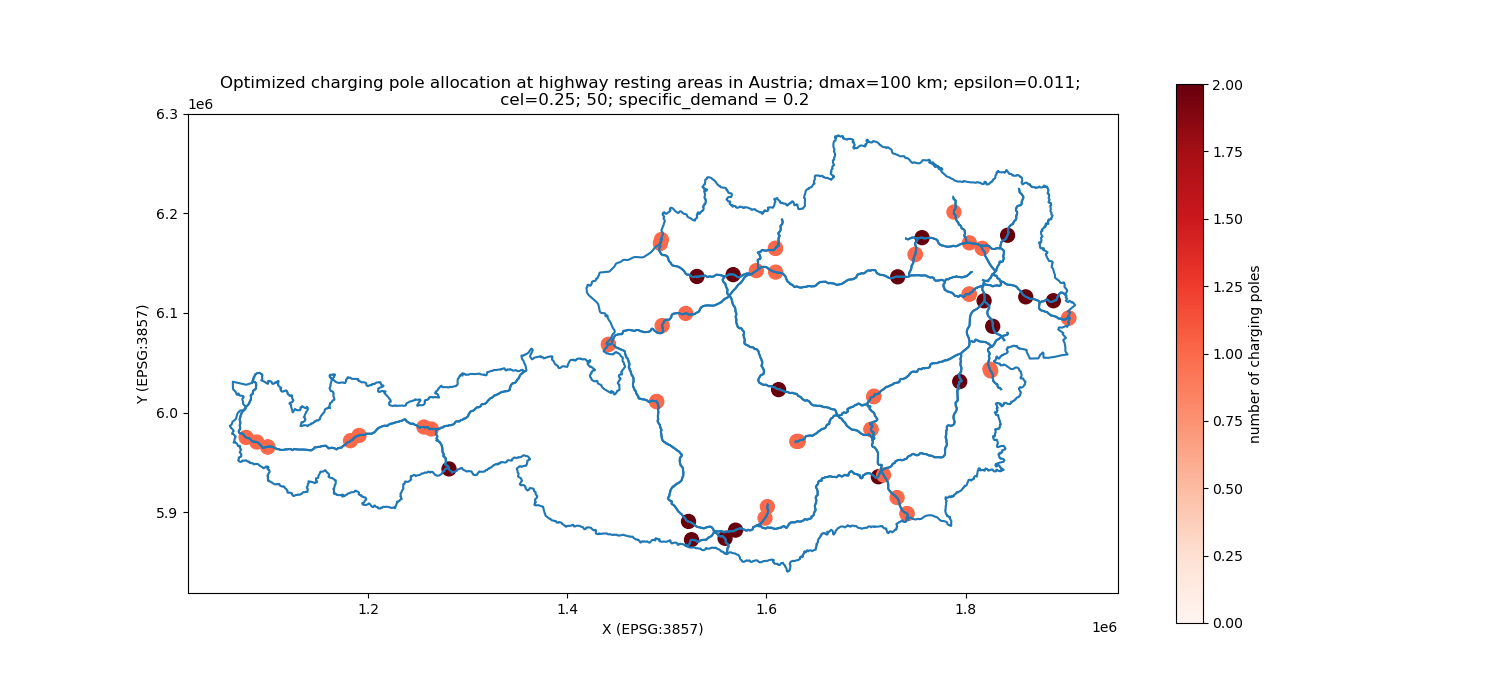 Optimized charging pole allocation at highway resting areas in Austria; dmax=100 km; epsilon=0.011;
cel=0.25; 50; specific_demand = 0.2
1e6
6.3
6.2
6.1
6.0
5.9
Y (EPSG:3857)
1.2
1.4
1.6
1.8
1e6
X (EPSG:3857)
2.00
1.75
1.50
1.25
1.00
0.75
0.50
0.25
0.00
number of charging poles